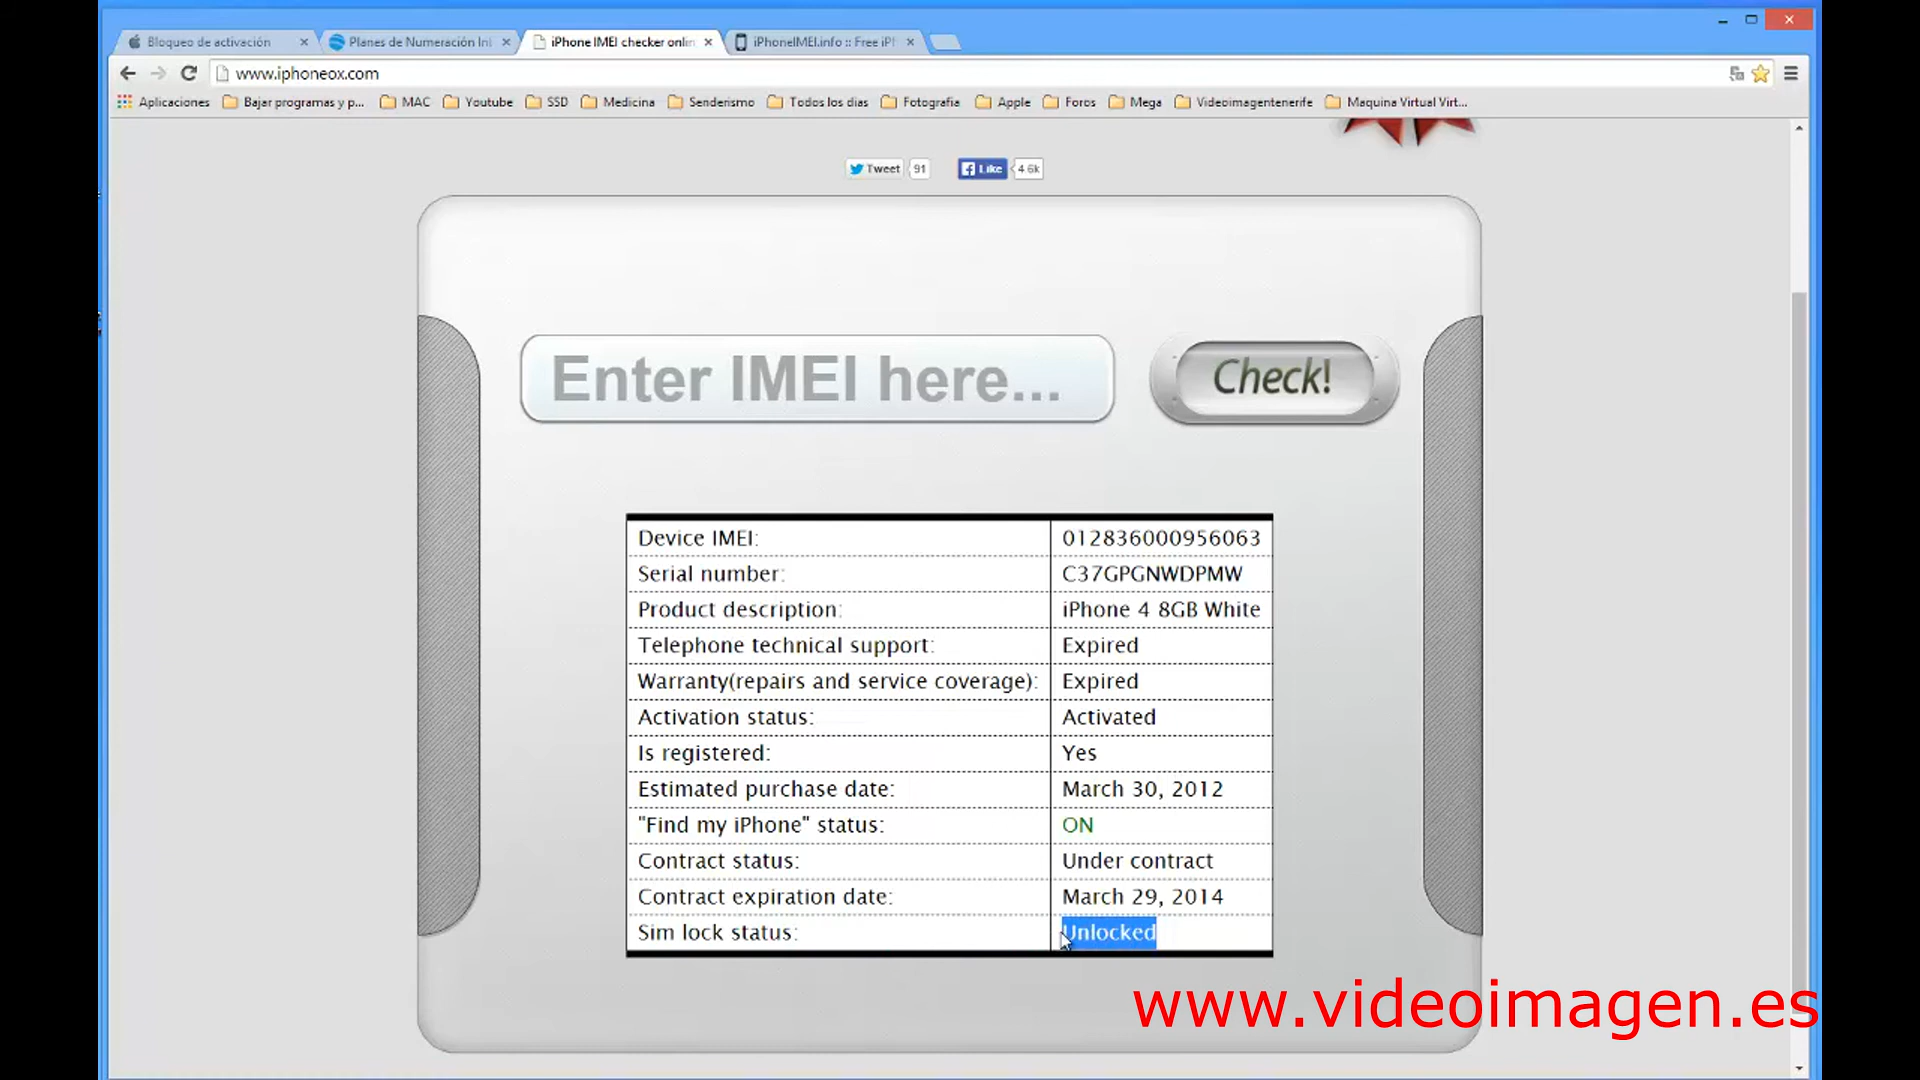 Bloqueo de activación
Planes de Numeración Int
iPhone IMEI checker onlin
iPhoneIMEI.info :: Free iPh
www.iphoneox.com
Aplicaciones
Bajar programas y p...
MAC
Youtube
SSD
Medicina
Senderismo
Todos los dias
Fotografia
Apple
Foros
Mega
Videoimagentenerife
Maquina Virtual Virt...
Tweet 91
Like 4.6k
Enter IMEI here...
Check!
Device IMEI: 012836000956063
Serial number: C37GPGNWDPMW
Product description: iPhone 4 8GB White
Telephone technical support: Expired
Warranty(repairs and service coverage): Expired
Activation status: Activated
Is registered: Yes
Estimated purchase date: March 30, 2012
"Find my iPhone" status: ON
Contract status: Under contract
Contract expiration date: March 29, 2014
Sim lock status: Unlocked
www.videoimagen.es